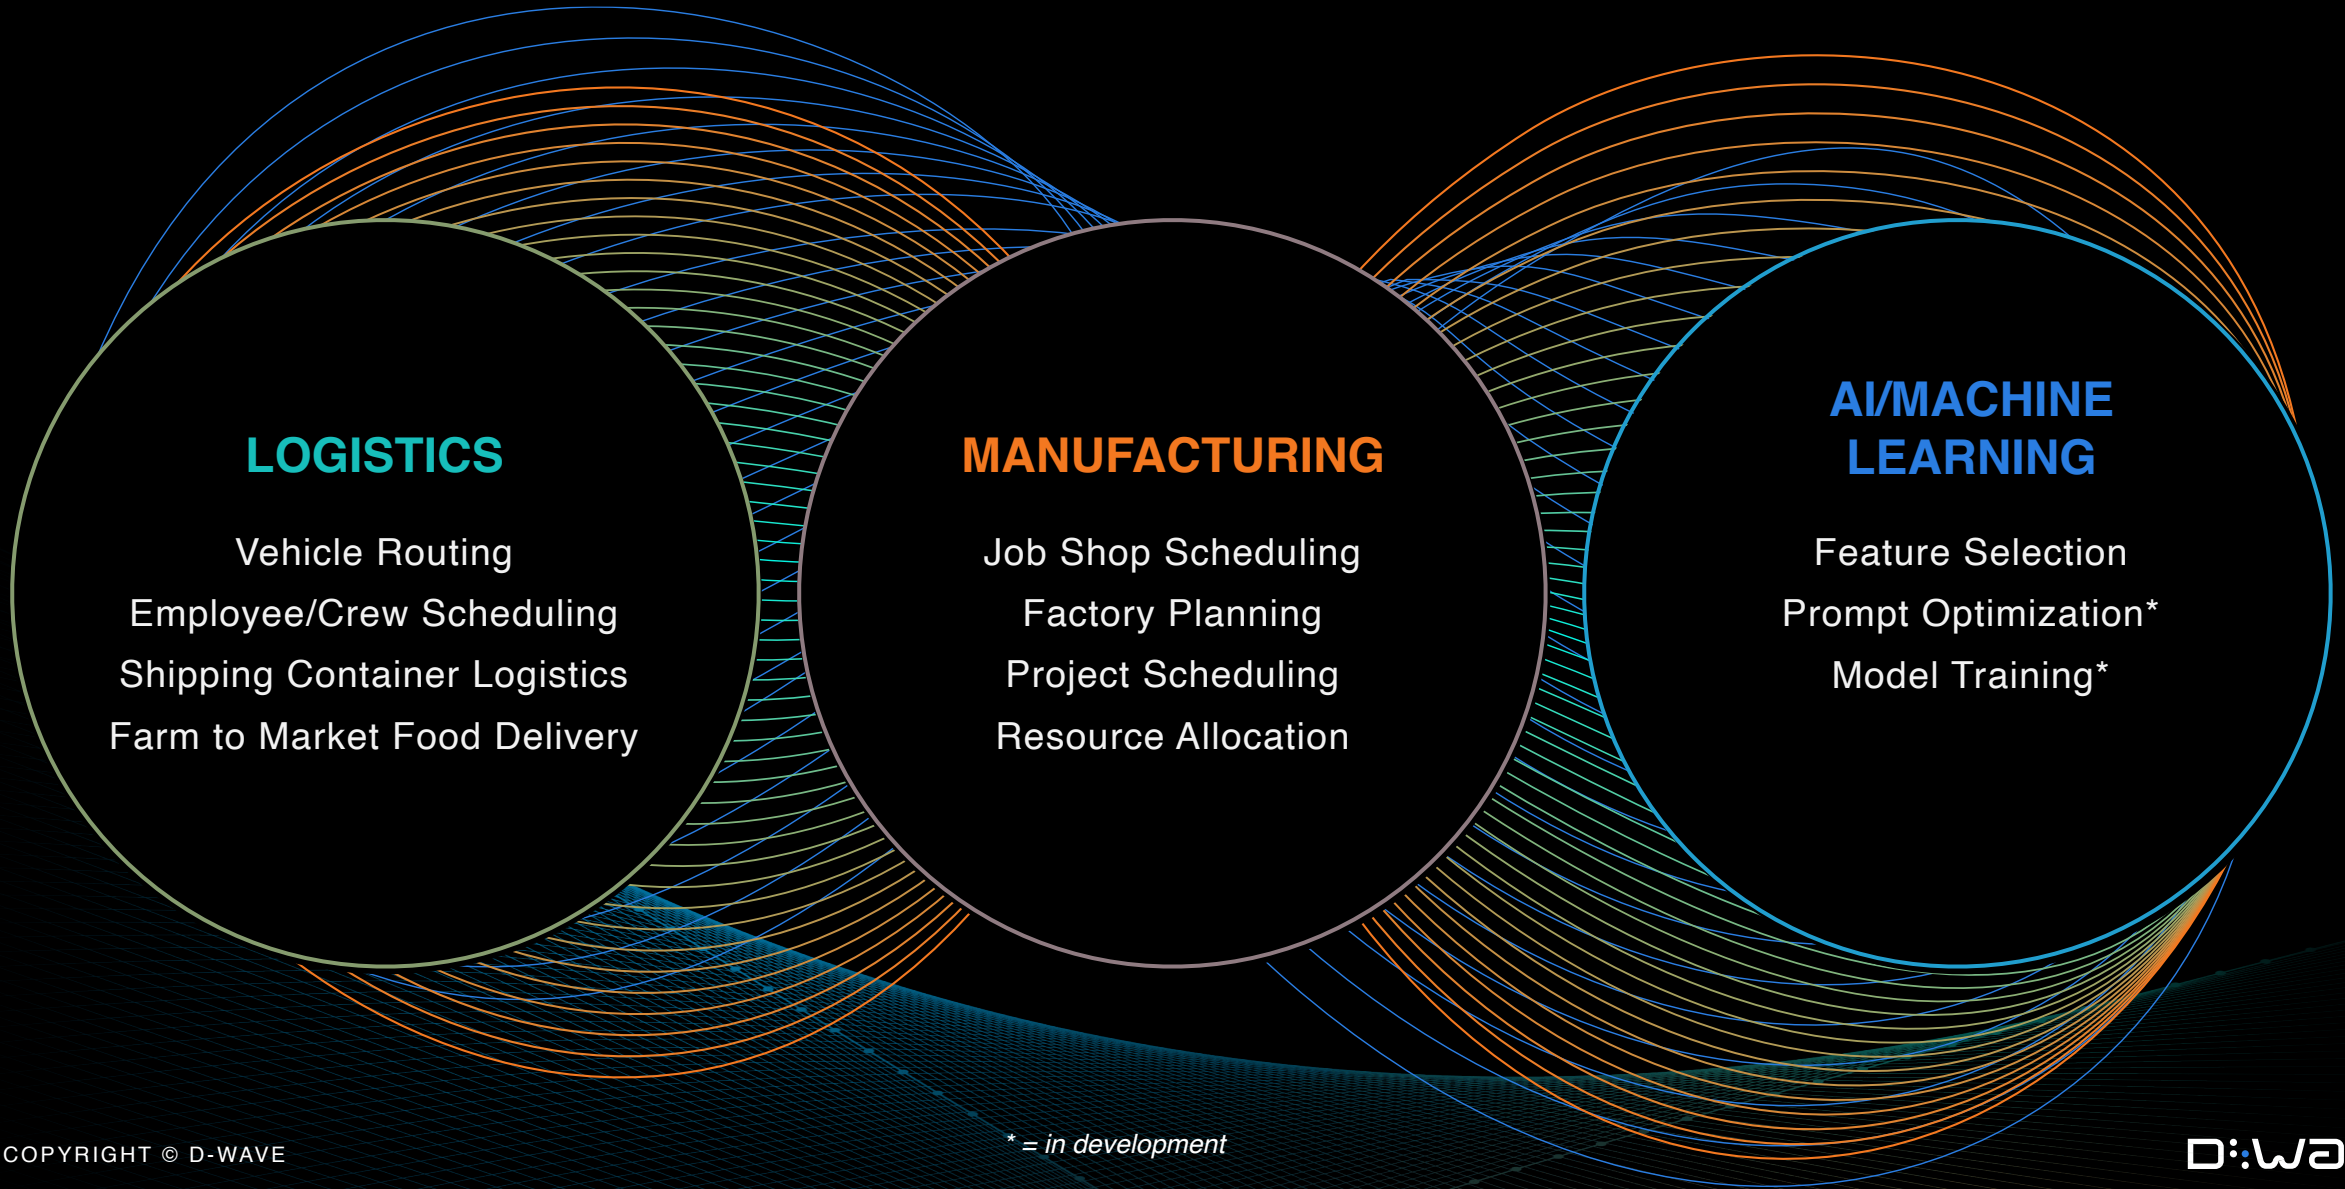 LOGISTICS
Vehicle Routing
Employee/Crew Scheduling
Shipping Container Logistics
Farm to Market Food Delivery
MANUFACTURING
Job Shop Scheduling
Factory Planning
Project Scheduling
Resource Allocation
AI/MACHINE
LEARNING
Feature Selection
Prompt Optimization*
Model Training*
* = in development
COPYRIGHT © D-WAVE